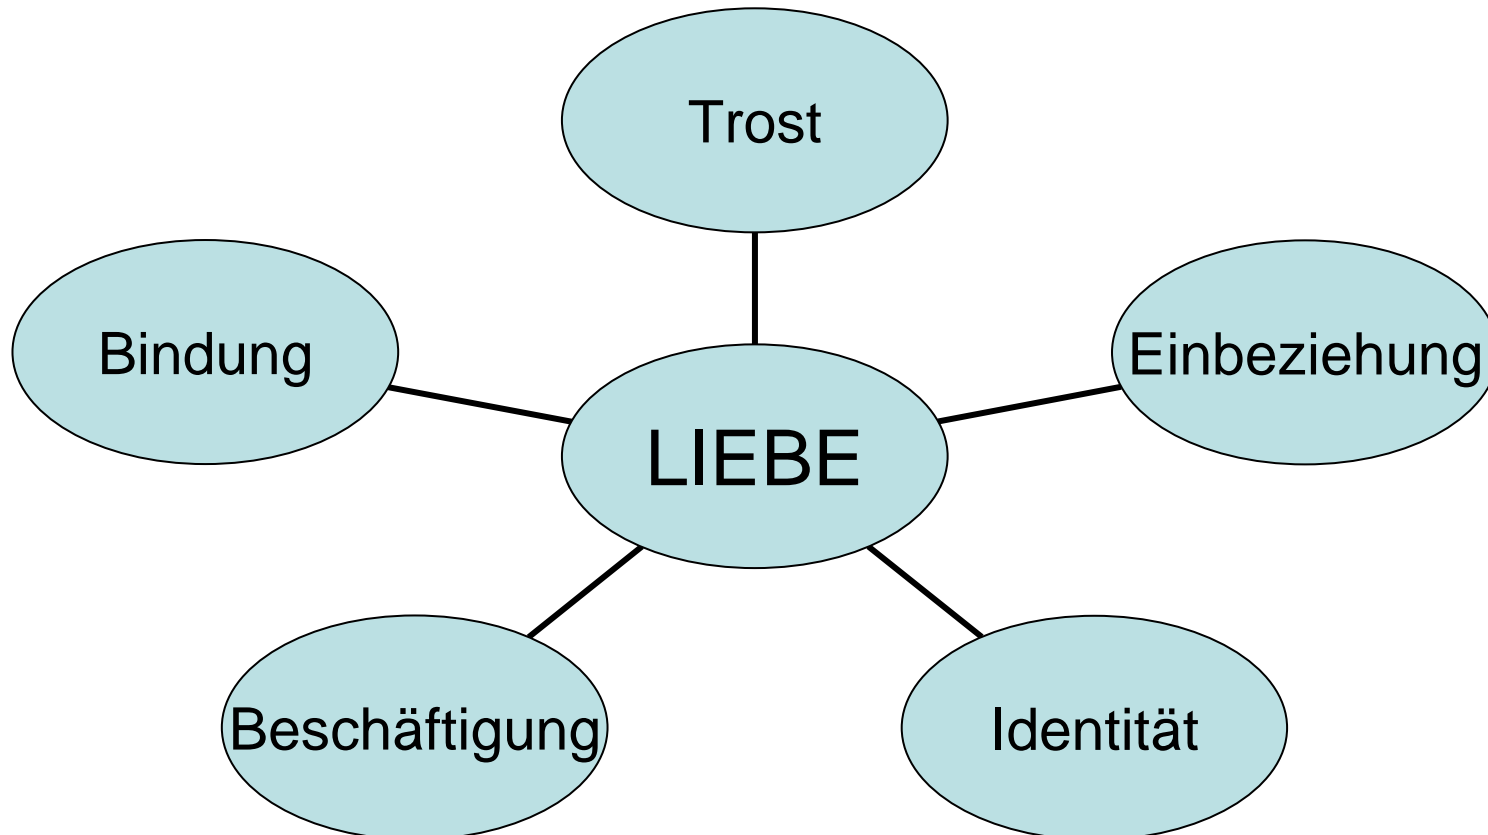 Trost
Bindung
Einbeziehung
LIEBE
Beschäftigung
Identität